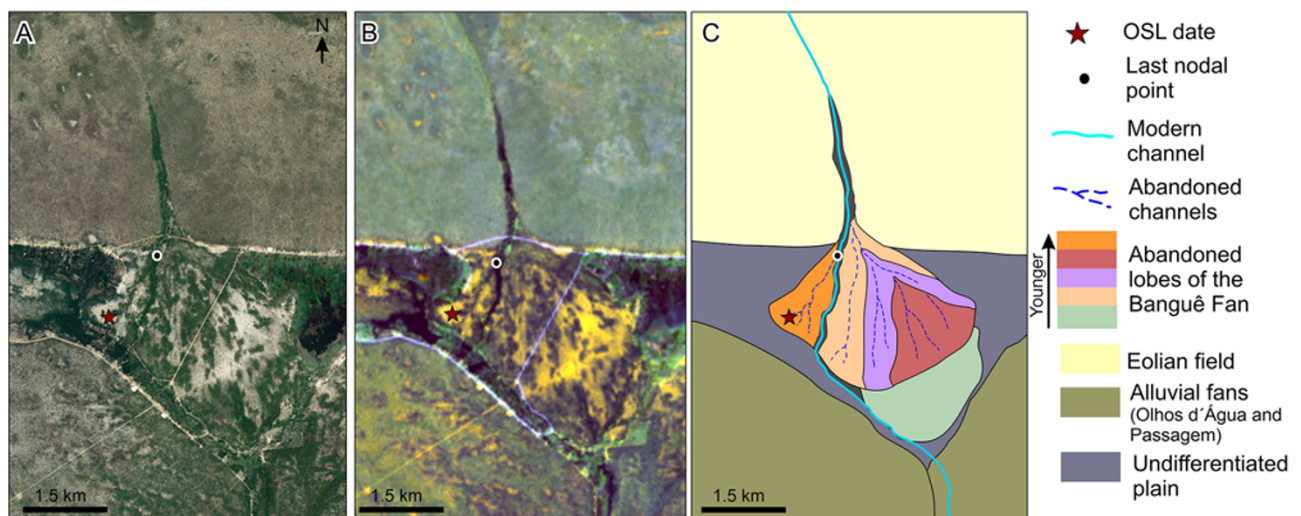 A
N
1.5 km
B
1.5 km
C
1.5 km
OSL date
Last nodal
point
Modern
channel
Abandoned
channels
Younger
Abandoned
lobes of the
Banguê Fan
Eolian field
Alluvial fans
(Olhos d´Água and
Passagem)
Undifferentiated
plain